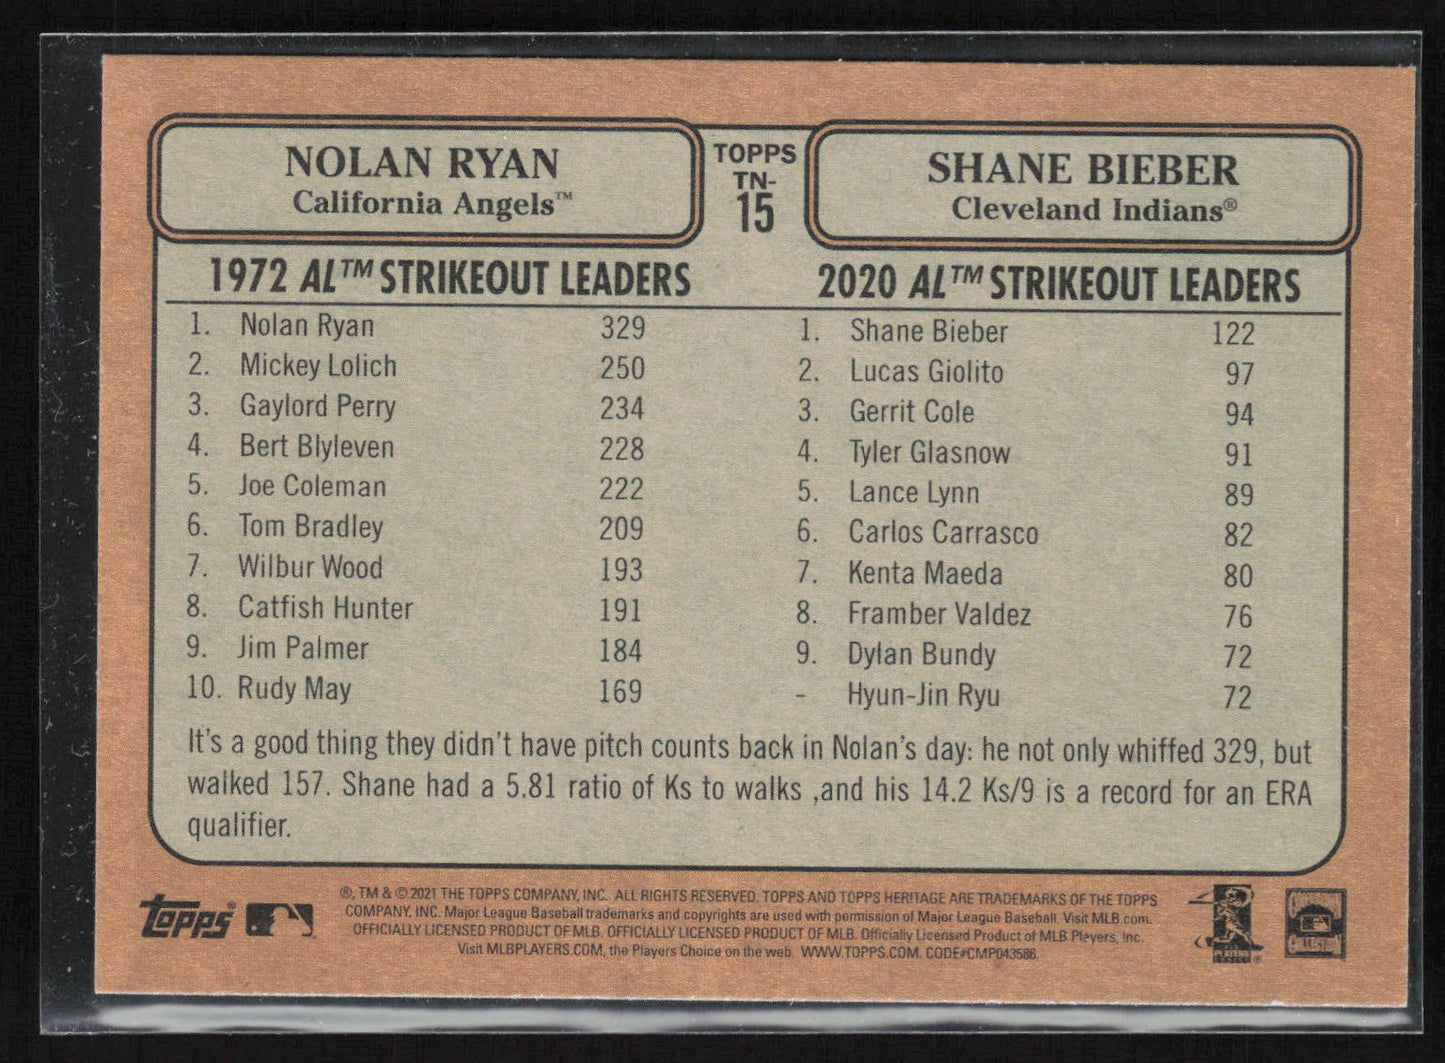 NOLAN RYAN
California Angels™
TOPPS
TN-
15
SHANE BIEBER
Cleveland Indians®
1972 AL™ STRIKEOUT LEADERS
1. Nolan Ryan 329
2. Mickey Lolich 250
3. Gaylord Perry 234
4. Bert Blyleven 228
5. Joe Coleman 222
6. Tom Bradley 209
7. Wilbur Wood 193
8. Catfish Hunter 191
9. Jim Palmer 184
10. Rudy May 169
2020 AL™ STRIKEOUT LEADERS
1. Shane Bieber 122
2. Lucas Giolito 97
3. Gerrit Cole 94
4. Tyler Glasnow 91
5. Lance Lynn 89
6. Carlos Carrasco 82
7. Kenta Maeda 80
8. Framber Valdez 76
9. Dylan Bundy 72
- Hyun-Jin Ryu 72
It's a good thing they didn't have pitch counts back in Nolan's day: he not only whiffed 329, but
walked 157. Shane had a 5.81 ratio of Ks to walks ,and his 14.2 Ks/9 is a record for an ERA
qualifier.
Topps®
®, TM & © 2021 THE TOPPS COMPANY, INC. ALL RIGHTS RESERVED. TOPPS AND TOPPS HERITAGE ARE TRADEMARKS OF THE TOPPS
COMPANY, INC. Major League Baseball trademarks and copyrights are used with permission of Major League Baseball. Visit MLB.com.
OFFICIALLY LICENSED PRODUCT OF MLB. OFFICIALLY LICENSED PRODUCT OF MLB. Officially Licensed Product of MLB Players, Inc.
Visit MLBPLAYERS.COM, the Players Choice on the web. WWW.TOPPS.COM. CODE#CMP043586.
PLAYERS
COLLECTION